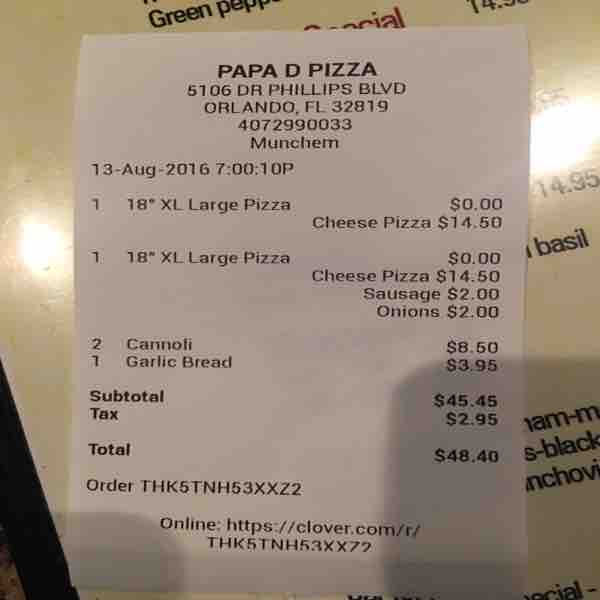 Green peppe
Special
14.95
PAPA D PIZZA
5106 DR PHILLIPS BLVD
ORLANDO, FL 32819
4072990033
Munchem
13-Aug-2016 7:00:10P
1 18" XL Large Pizza $0.00
Cheese Pizza $14.50
1 18" XL Large Pizza $0.00
Cheese Pizza $14.50
Sausage $2.00
Onions $2.00
2 Cannoli $8.50
1 Garlic Bread $3.95
Subtotal $45.45
Tax $2.95
Total $48.40
Order THK5TNH53XXZ2
Online: https://clover.com/r/
THK5TNH53XXZ2
14.95
basil
ham-m
s-black
nchovi
ecial -